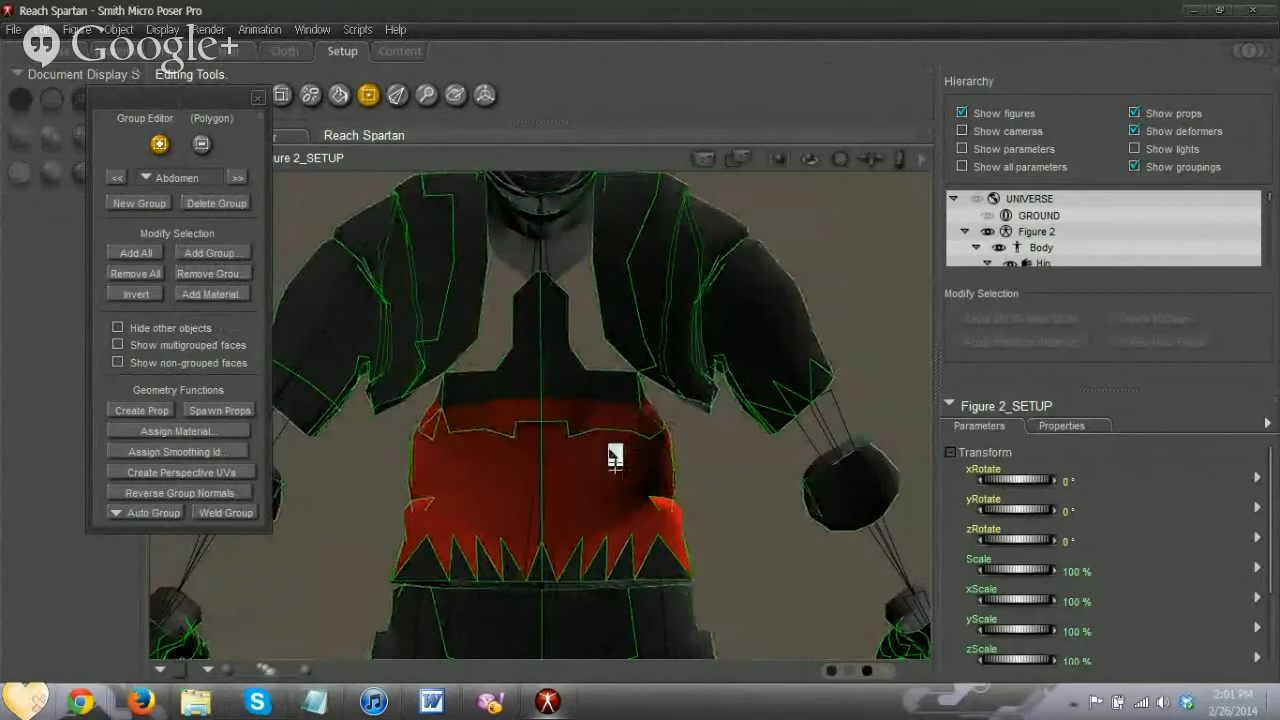 Reach Spartan - Smith Micro Poser Pro
File Edit Figure Object Display Render Animation Window Scripts Help
Google+
Cloth Setup Content
Document Display S
Editing Tools.
Group Editor (Polygon)
<< Abdomen >>
New Group Delete Group
Modify Selection
Add All Add Group...
Remove All Remove Grou...
Invert Add Material.
Hide other objects
Show multigrouped faces
Show non-grouped faces
Geometry Functions
Create Prop Spawn Props
Assign Material...
Assign Smoothing Id...
Create Perspective UVs
Reverse Group Normals
Auto Group Weld Group
Reach Spartan
ure 2_SETUP
Hierarchy
Show figures Show props
Show cameras Show deformers
Show parameters Show lights
Show all parameters Show groupings
UNIVERSE
GROUND
Figure 2
Body
Hip
Modify Selection
Figure 2_SETUP
Parameters Properties
Transform
xRotate
0 °
yRotate
0 °
zRotate
0 °
Scale
100 %
xScale
100 %
yScale
100 %
zScale
100 %
2:01 PM
2/26/2014